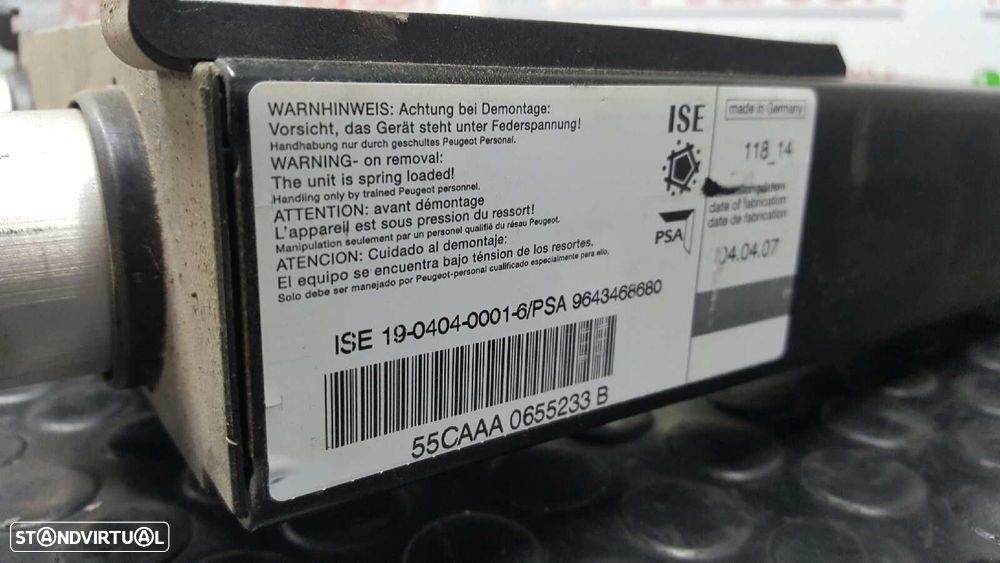 WARNHINWEIS: Achtung bei Demontage:
Vorsicht, das Gerät steht unter Federspannung!
Handhabung nur durch geschultes Peugeot Personal.
WARNING- on removal:
The unit is spring loaded!
Handling only by trained Peugeot personnel.
ATTENTION: avant démontage
L'appareil est sous pression du ressort!
Manipulation seulement par un personel qualifié du résau Peugeot.
ATENCION: Cuidado al demontaje:
El equipo se encuentra bajo ténsion de los resortes.
Solo debe ser manejado por Peugeot-personal cualificado especialmente para ello.
ISE 19-0404-0001-6/PSA 9643468680
55CAAA 0655233 B
ISE
PSA
made in Germany
118_14
date of fabrication
date de fabrication
04.04.07
STANDVIRTUAL